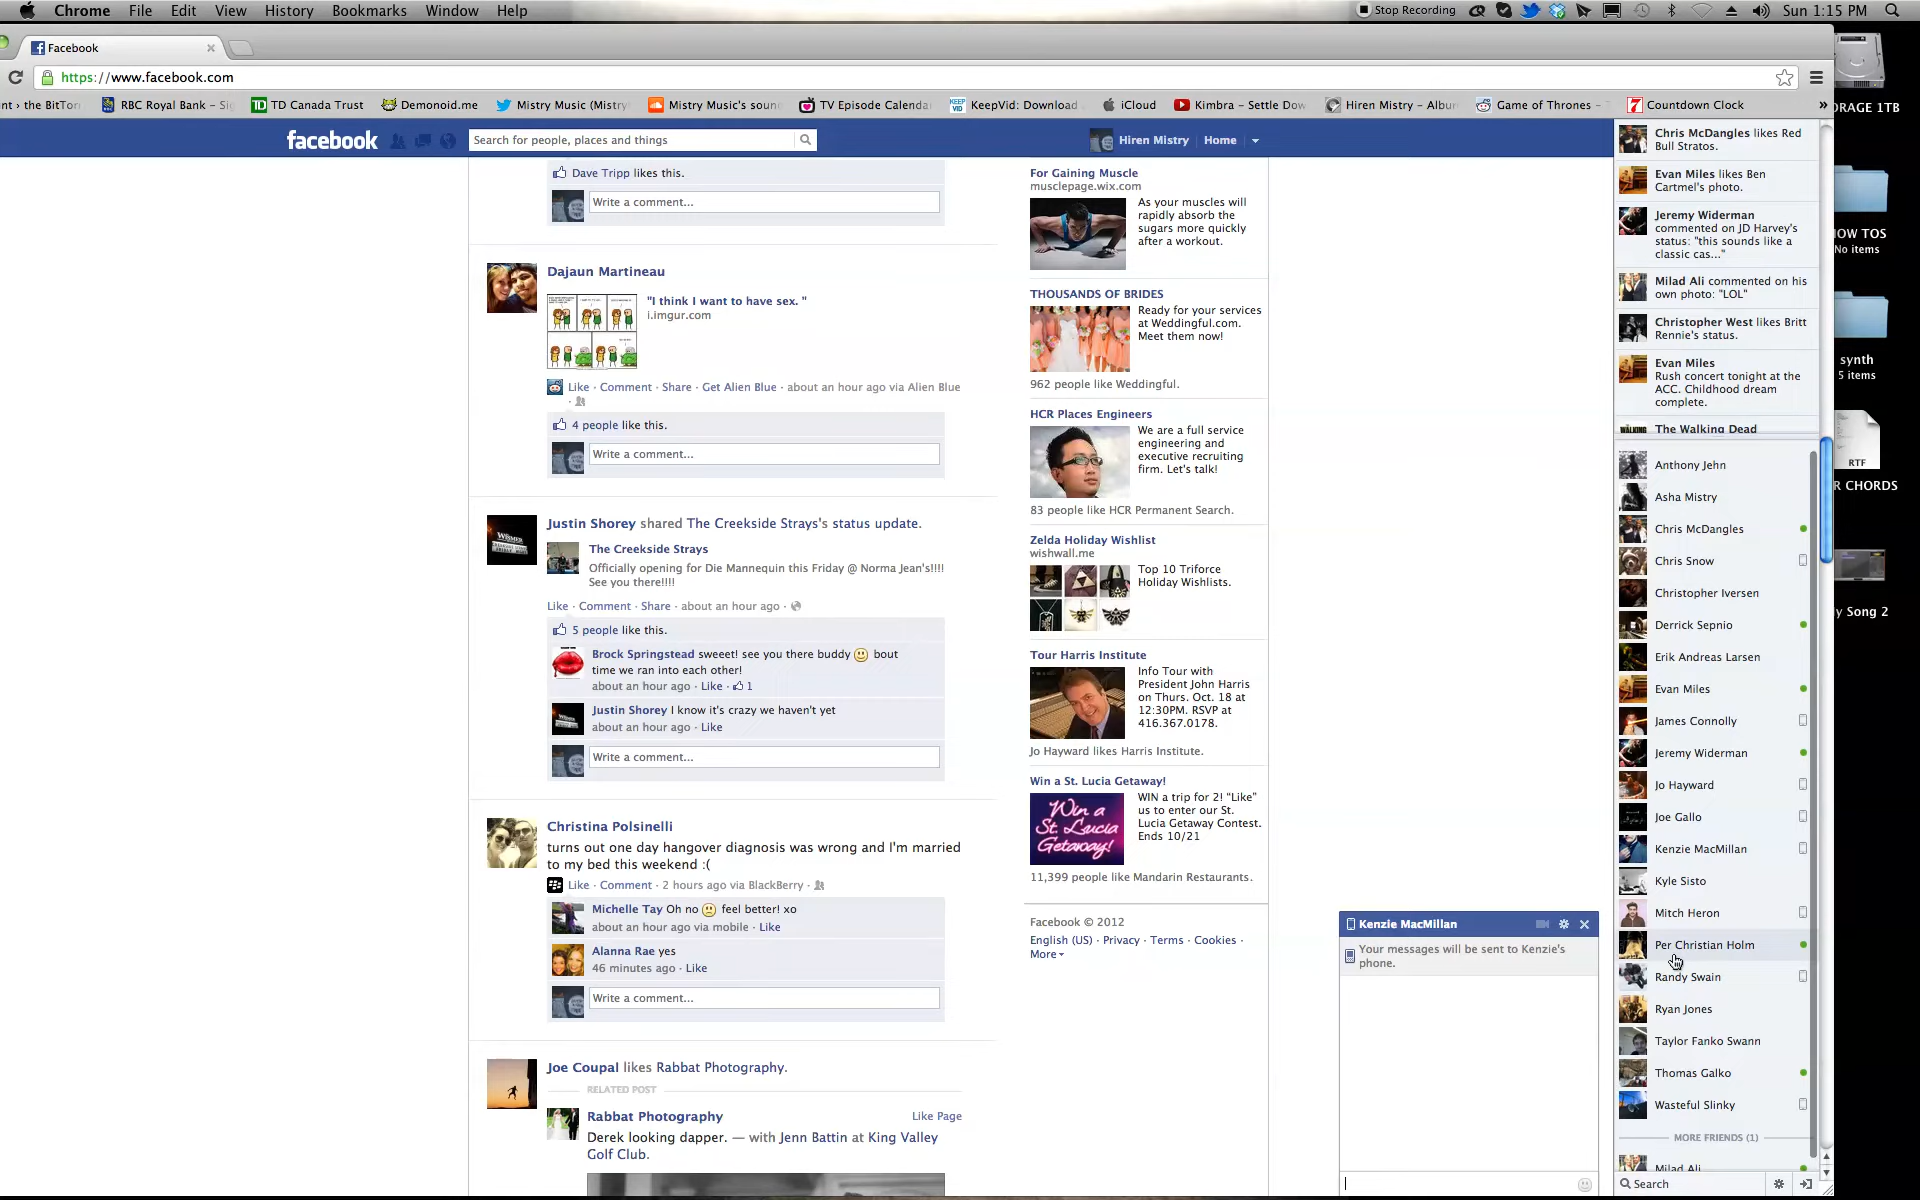 Chrome File Edit View History Bookmarks Window Help
Stop Recording
Sun 1:15 PM
Facebook
https://www.facebook.com
nt › the BitTorr
RBC Royal Bank – Si
TD Canada Trust
Demonoid.me
Mistry Music (Mistry
Mistry Music's soun
TV Episode Calenda
KeepVid: Download
iCloud
Kimbra – Settle Dow
Hiren Mistry – Albu
Game of Thrones –
Countdown Clock
»
facebook
Search for people, places and things
Hiren Mistry
Home
Dave Tripp likes this.
Write a comment...
Dajaun Martineau
"I think I want to have sex. "
i.imgur.com
Like · Comment · Share · Get Alien Blue · about an hour ago via Alien Blue
·
4 people like this.
Write a comment...
Justin Shorey shared The Creekside Strays's status update.
The Creekside Strays
Officially opening for Die Mannequin this Friday @ Norma Jean's!!!!
See you there!!!!
Like · Comment · Share · about an hour ago ·
5 people like this.
Brock Springstead sweeet! see you there buddy bout
time we ran into each other!
about an hour ago · Like · 1
Justin Shorey I know it's crazy we haven't yet
about an hour ago · Like
Write a comment...
Christina Polsinelli
turns out one day hangover diagnosis was wrong and I'm married
to my bed this weekend :(
Like · Comment · 2 hours ago via BlackBerry ·
Michelle Tay Oh no feel better! xo
about an hour ago via mobile · Like
Alanna Rae yes
46 minutes ago · Like
Write a comment...
Joe Coupal likes Rabbat Photography.
RELATED POST
Rabbat Photography
Like Page
Derek looking dapper. — with Jenn Battin at King Valley
Golf Club.
For Gaining Muscle
musclepage.wix.com
As your muscles will
rapidly absorb the
sugars more quickly
after a workout.
THOUSANDS OF BRIDES
Ready for your services
at Weddingful.com.
Meet them now!
962 people like Weddingful.
HCR Places Engineers
We are a full service
engineering and
executive recruiting
firm. Let's talk!
83 people like HCR Permanent Search.
Zelda Holiday Wishlist
wishwall.me
Top 10 Triforce
Holiday Wishlists.
Tour Harris Institute
Info Tour with
President John Harris
on Thurs. Oct. 18 at
12:30PM. RSVP at
416.367.0178.
Jo Hayward likes Harris Institute.
Win a St. Lucia Getaway!
Win a
St. Lucia
Getaway!
WIN a trip for 2! "Like"
us to enter our St.
Lucia Getaway Contest.
Ends 10/21
11,399 people like Mandarin Restaurants.
Facebook © 2012
English (US) · Privacy · Terms · Cookies ·
More
Kenzie MacMillan
Your messages will be sent to Kenzie's
phone.
Chris McDangles likes Red
Bull Stratos.
Evan Miles likes Ben
Cartmel's photo.
Jeremy Widerman
commented on JD Harvey's
status: "this sounds like a
classic cas..."
Milad Ali commented on his
own photo: "LOL"
Christopher West likes Britt
Rennie's status.
Evan Miles
Rush concert tonight at the
ACC. Childhood dream
complete.
WALKING
The Walking Dead
Anthony Jehn
Asha Mistry
Chris McDangles
Chris Snow
Christopher Iversen
Derrick Sepnio
Erik Andreas Larsen
Evan Miles
James Connolly
Jeremy Widerman
Jo Hayward
Joe Gallo
Kenzie MacMillan
Kyle Sisto
Mitch Heron
Per Christian Holm
Randy Swain
Ryan Jones
Taylor Fanko Swann
Thomas Galko
Wasteful Slinky
MORE FRIENDS (1)
Milad Ali
Search
ORAGE 1TB
OW TOS
No items
synth
5 items
RTF
R CHORDS
y Song 2